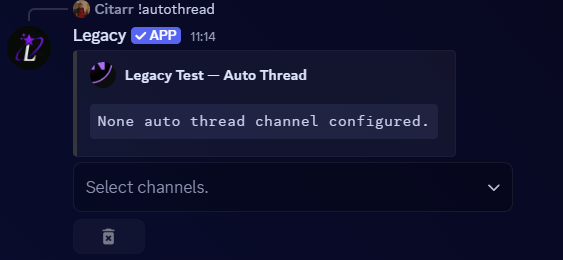 Citarr !autothread
Legacy APP 11:14
Legacy Test — Auto Thread
None auto thread channel configured.
Select channels.